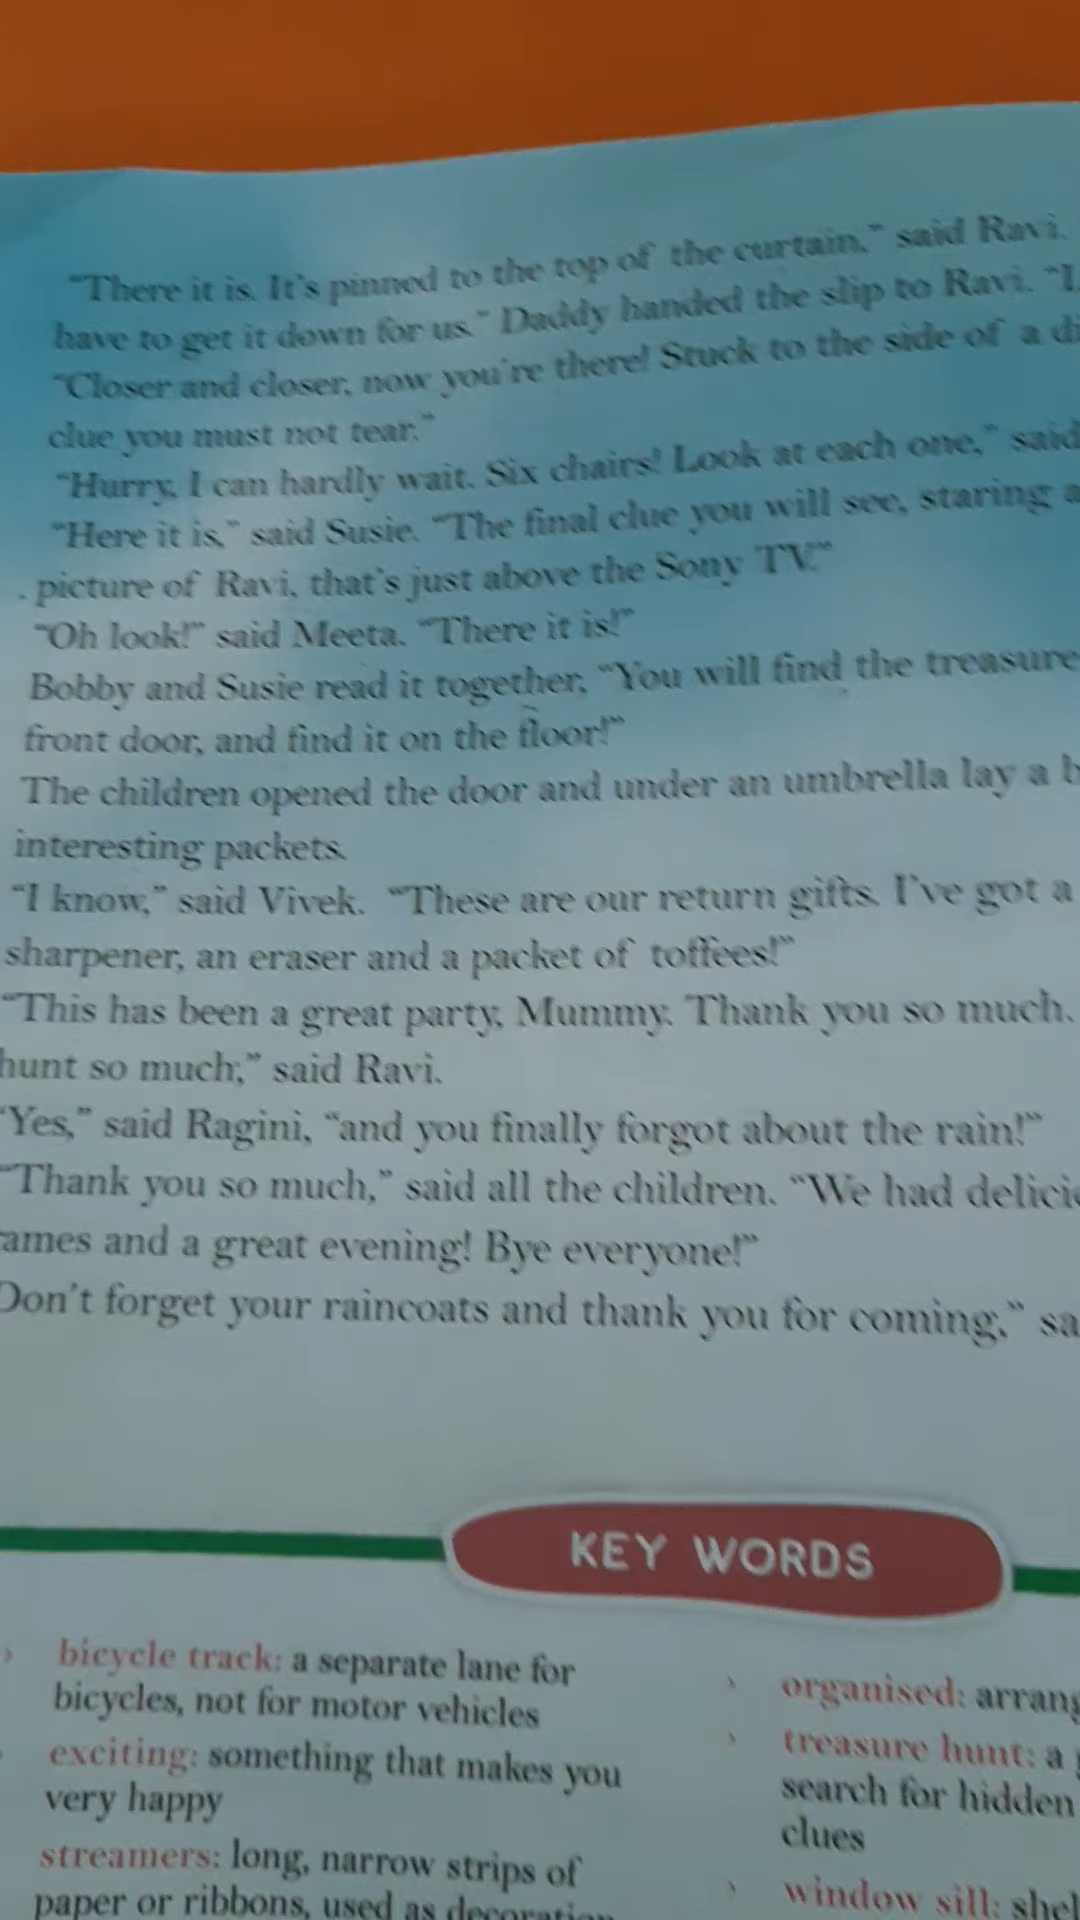 "There it is. It's pinned to the top of the curtain," said Ravi.
have to get it down for us." Daddy handed the slip to Ravi.
"Closer and closer, now you're there! Stuck to the side of a
clue you must not tear."
"Hurry, I can hardly wait. Six chairs! Look at each one," said
"Here it is," said Susie. "The final clue you will see, staring
picture of Ravi, that's just above the Sony TV."
"Oh look!" said Meeta. "There it is!"
Bobby and Susie read it together, "You will find the treasure
front door, and find it on the floor!"
The children opened the door and under an umbrella lay a
interesting packets.
"I know," said Vivek. "These are our return gifts. I've got a
sharpener, an eraser and a packet of toffees!"
"This has been a great party, Mummy. Thank you so much.
hunt so much," said Ravi.
"Yes," said Ragini, "and you finally forgot about the rain!"
"Thank you so much," said all the children. "We had
ames and a great evening! Bye everyone!"
Don't forget your raincoats and thank you for coming,"
KEY WORDS
bicycle track: a separate lane for
bicycles, not for motor vehicles
exciting: something that makes you
very happy
streamers: long, narrow strips of
paper or ribbons, used as
organised:
treasure hunt: a
search for hidden
clues
window sill: